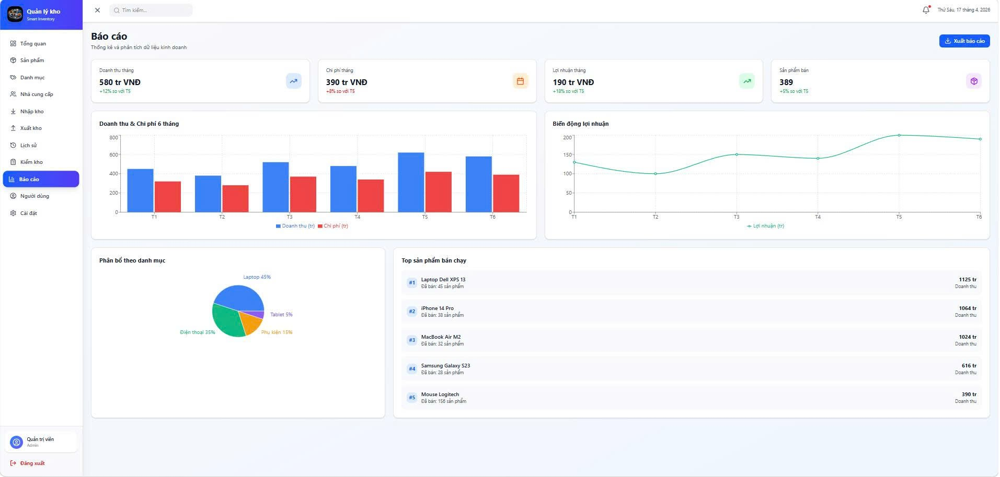 Quản lý kho
Smart Inventory
Tìm kiếm...
Thứ Sáu, 17 tháng 4, 2026
Tổng quan
Sản phẩm
Danh mục
Nhà cung cấp
Nhập kho
Xuất kho
Lịch sử
Kiểm kho
Báo cáo
Người dùng
Cài đặt
Quản trị viên
Admin
Đăng xuất
Báo cáo
Thống kê và phân tích dữ liệu kinh doanh
Xuất báo cáo
Doanh thu tháng
580 tr VNĐ
+12% so với T5
Chi phí tháng
390 tr VNĐ
+8% so với T5
Lợi nhuận tháng
190 tr VNĐ
+18% so với T5
Sản phẩm bán
389
+5% so với T5
Doanh thu & Chi phí 6 tháng
800
600
400
200
0
T1 T2 T3 T4 T5 T6
Doanh thu (tr) Chi phí (tr)
Biến động lợi nhuận
200
150
100
50
0
T1 T2 T3 T4 T5 T6
Lợi nhuận (tr)
Phân bổ theo danh mục
Laptop 45%
Tablet 5%
Điện thoại 35%
Phụ kiện 15%
Top sản phẩm bán chạy
#1
Laptop Dell XPS 13
Đã bán: 45 sản phẩm
1125 tr
Doanh thu
#2
iPhone 14 Pro
Đã bán: 38 sản phẩm
1064 tr
Doanh thu
#3
MacBook Air M2
Đã bán: 32 sản phẩm
1024 tr
Doanh thu
#4
Samsung Galaxy S23
Đã bán: 28 sản phẩm
616 tr
Doanh thu
#5
Mouse Logitech
Đã bán: 156 sản phẩm
390 tr
Doanh thu